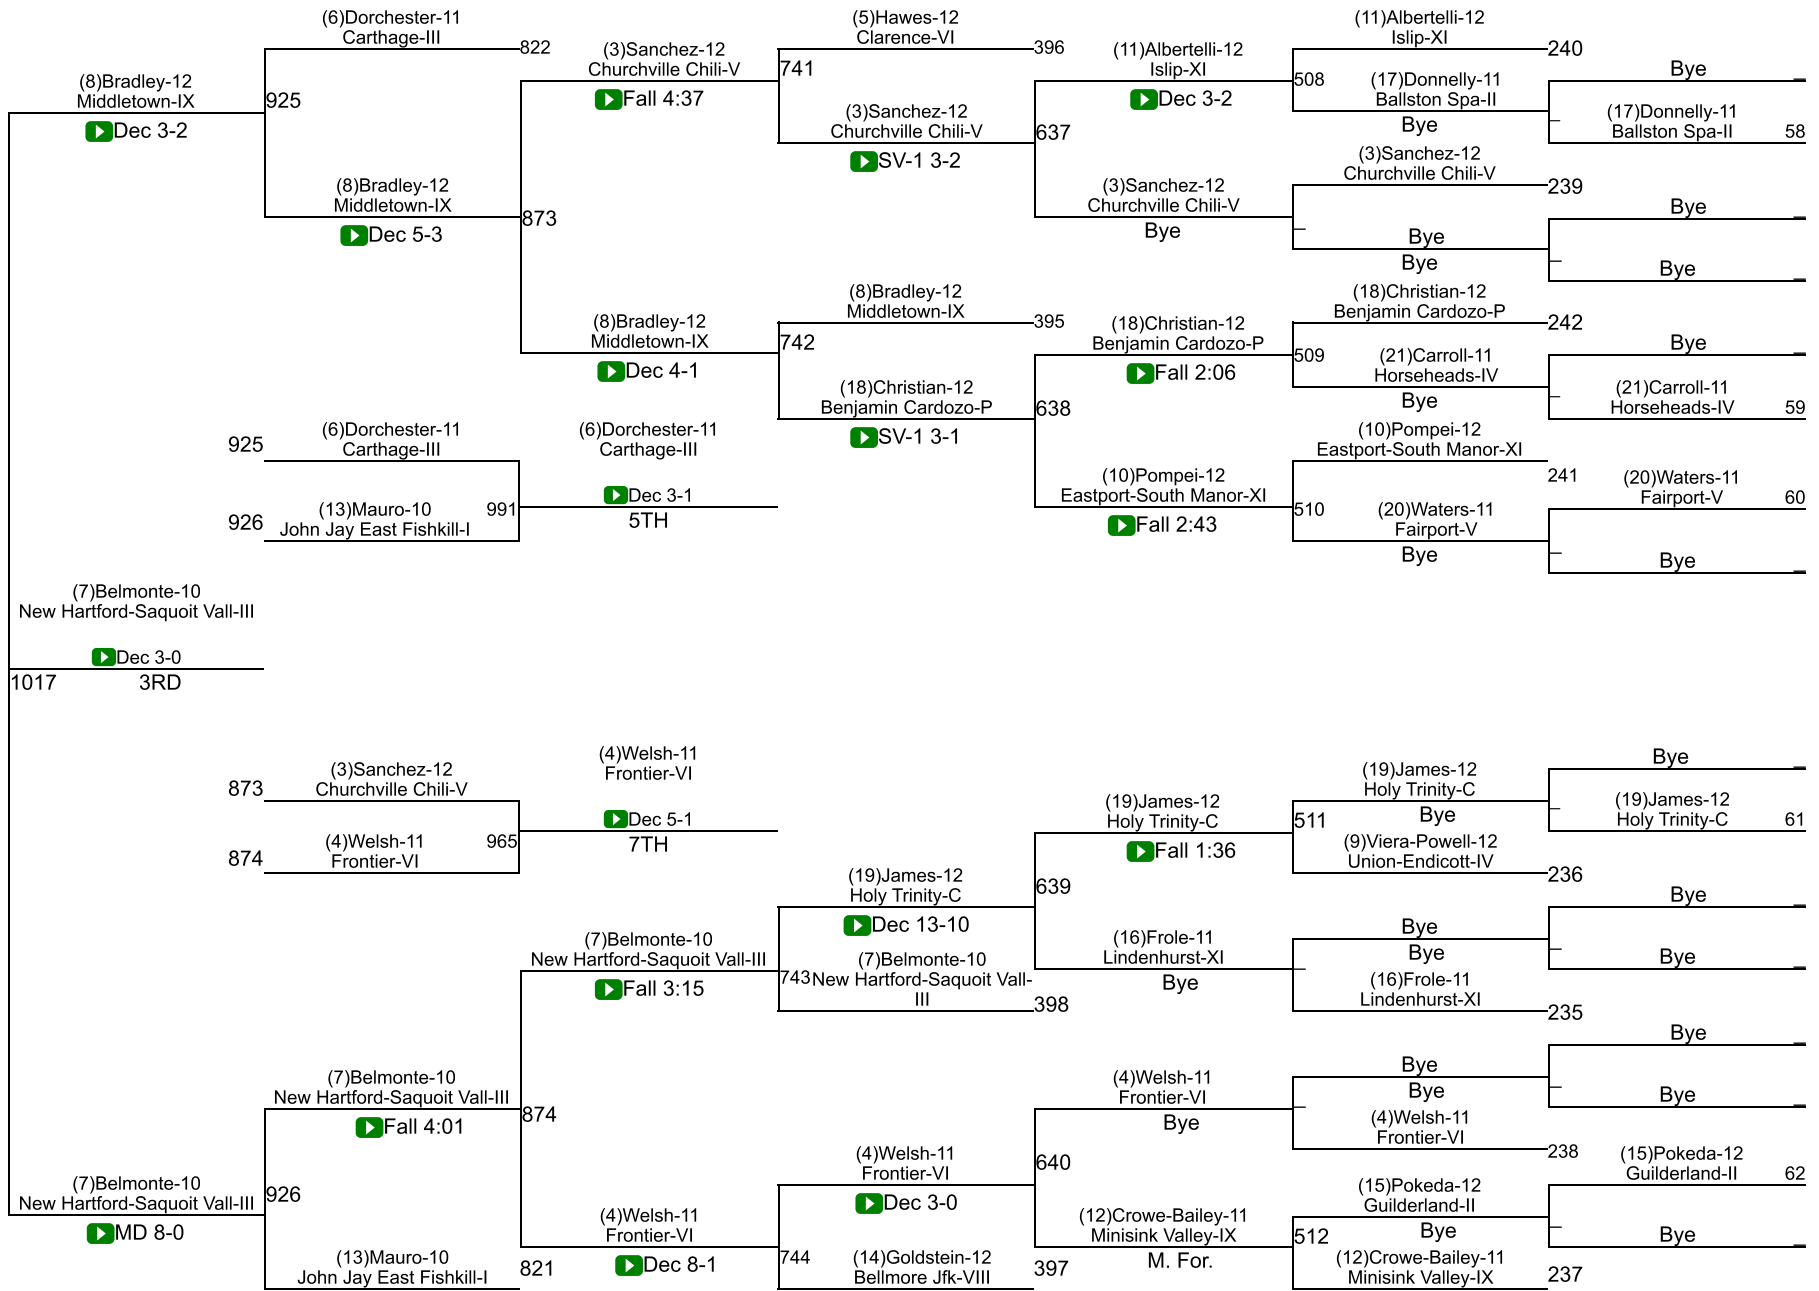 (6)Dorchester-11
Carthage-III
822
(8)Bradley-12
Middletown-IX
Dec 3-2
925
(8)Bradley-12
Middletown-IX
Dec 5-3
(3)Sanchez-12
Churchville Chili-V
Fall 4:37
873
(8)Bradley-12
Middletown-IX
Dec 4-1
(5)Hawes-12
Clarence-VI
396
741
(3)Sanchez-12
Churchville Chili-V
SV-1 3-2
(8)Bradley-12
Middletown-IX
395
742
(18)Christian-12
Benjamin Cardozo-P
SV-1 3-1
(11)Albertelli-12
Islip-XI
Dec 3-2
637
(3)Sanchez-12
Churchville Chili-V
Bye
(18)Christian-12
Benjamin Cardozo-P
Fall 2:06
638
(10)Pompei-12
Eastport-South Manor-XI
Fall 2:43
(11)Albertelli-12
Islip-XI
240
508
(17)Donnelly-11
Ballston Spa-II
Bye
(3)Sanchez-12
Churchville Chili-V
239
Bye
Bye
(18)Christian-12
Benjamin Cardozo-P
242
509
(21)Carroll-11
Horseheads-IV
Bye
(10)Pompei-12
Eastport-South Manor-XI
241
510
(20)Waters-11
Fairport-V
Bye
Bye
(17)Donnelly-11
Ballston Spa-II
58
Bye
Bye
Bye
(21)Carroll-11
Horseheads-IV
59
(20)Waters-11
Fairport-V
60
Bye
925
(6)Dorchester-11
Carthage-III
926
(13)Mauro-10
John Jay East Fishkill-I
991
(6)Dorchester-11
Carthage-III
Dec 3-1
5TH
(7)Belmonte-10
New Hartford-Saquoit Vall-III
Dec 3-0
1017
3RD
873
(3)Sanchez-12
Churchville Chili-V
874
(4)Welsh-11
Frontier-VI
965
(4)Welsh-11
Frontier-VI
Dec 5-1
7TH
(7)Belmonte-10
New Hartford-Saquoit Vall-III
MD 8-0
(7)Belmonte-10
New Hartford-Saquoit Vall-III
Fall 4:01
926
(13)Mauro-10
John Jay East Fishkill-I
821
(7)Belmonte-10
New Hartford-Saquoit Vall-III
Fall 3:15
874
(4)Welsh-11
Frontier-VI
Dec 8-1
(19)James-12
Holy Trinity-C
Dec 13-10
743
(7)Belmonte-10
New Hartford-Saquoit Vall-
III
398
(4)Welsh-11
Frontier-VI
Dec 3-0
744
(14)Goldstein-12
Bellmore Jfk-VIII
397
(19)James-12
Holy Trinity-C
Fall 1:36
639
(16)Frole-11
Lindenhurst-XI
Bye
(4)Welsh-11
Frontier-VI
Bye
640
(12)Crowe-Bailey-11
Minisink Valley-IX
M. For.
(19)James-12
Holy Trinity-C
Bye
511
(9)Viera-Powell-12
Union-Endicott-IV
236
Bye
Bye
(16)Frole-11
Lindenhurst-XI
235
Bye
Bye
(4)Welsh-11
Frontier-VI
238
(15)Pokeda-12
Guilderland-II
Bye
512
(12)Crowe-Bailey-11
Minisink Valley-IX
237
Bye
(19)James-12
Holy Trinity-C
61
Bye
Bye
Bye
Bye
(15)Pokeda-12
Guilderland-II
62
Bye